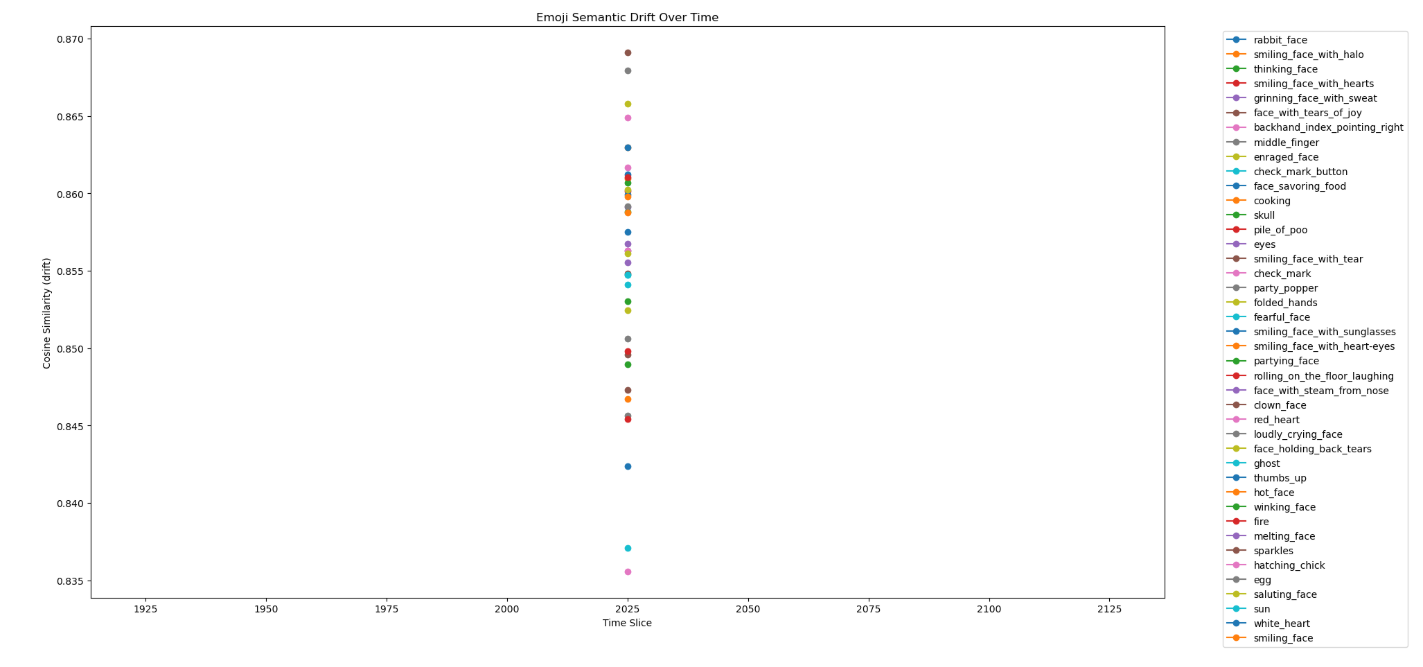 Emoji Semantic Drift Over Time
0.870
0.865
0.860
0.855
0.850
0.845
0.840
0.835
Cosine Similarity (drift)
1925
1950
1975
2000
2025
2050
2075
2100
2125
Time Slice
rabbit_face
smiling_face_with_halo
thinking_face
smiling_face_with_hearts
grinning_face_with_sweat
face_with_tears_of_joy
backhand_index_pointing_right
middle_finger
enraged_face
check_mark_button
face_savoring_food
cooking
skull
pile_of_poo
eyes
smiling_face_with_tear
check_mark
party_popper
folded_hands
fearful_face
smiling_face_with_sunglasses
smiling_face_with_heart-eyes
partying_face
rolling_on_the_floor_laughing
face_with_steam_from_nose
clown_face
red_heart
loudly_crying_face
face_holding_back_tears
ghost
thumbs_up
hot_face
winking_face
fire
melting_face
sparkles
hatching_chick
egg
saluting_face
sun
white_heart
smiling_face